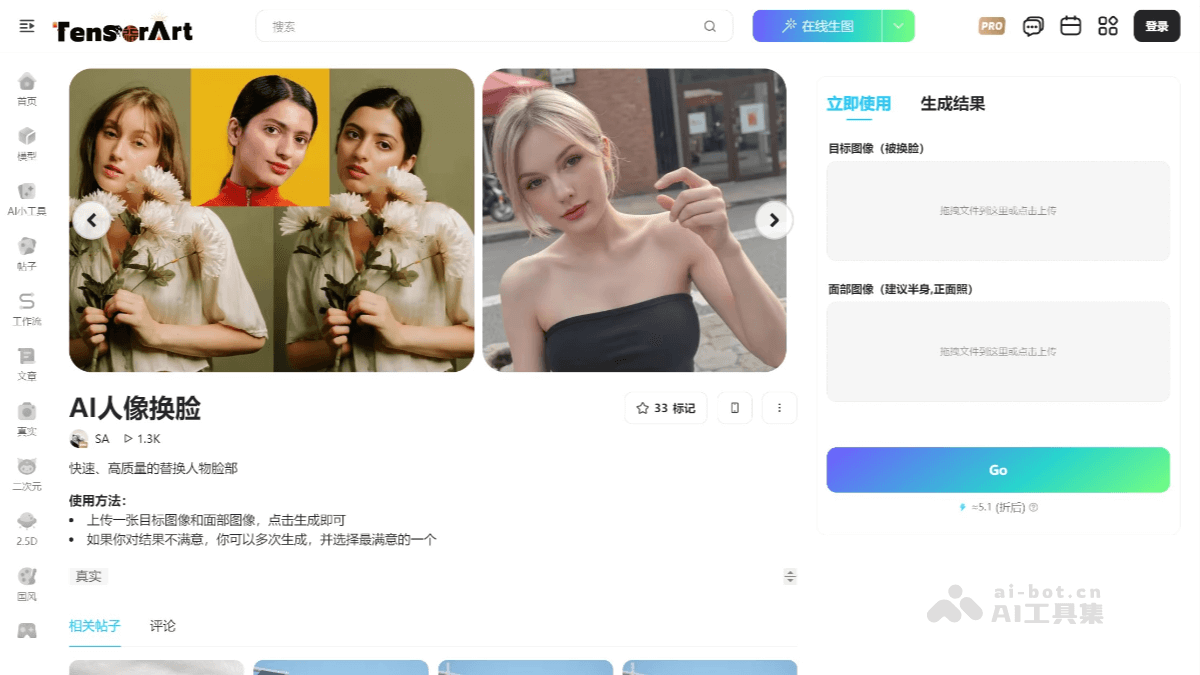 TensorArt
搜索
在线生图
PRO
登录
首页
模型
AI小工具
帖子
工作流
文章
真实
二次元
2.5D
国风
AI人像换脸
33 标记
SA
1.3K
快速、高质量的替换人物脸部
使用方法:
• 上传一张目标图像和面部图像，点击生成即可
• 如果你对结果不满意，你可以多次生成，并选择最满意的一个
真实
相关帖子
评论
立即使用
生成结果
目标图像（被换脸）
拖拽文件到这里或点击上传
面部图像（建议半身,正面照）
拖拽文件到这里或点击上传
Go
≈5.1 (折后)
ai-bot.cn
AI工具集